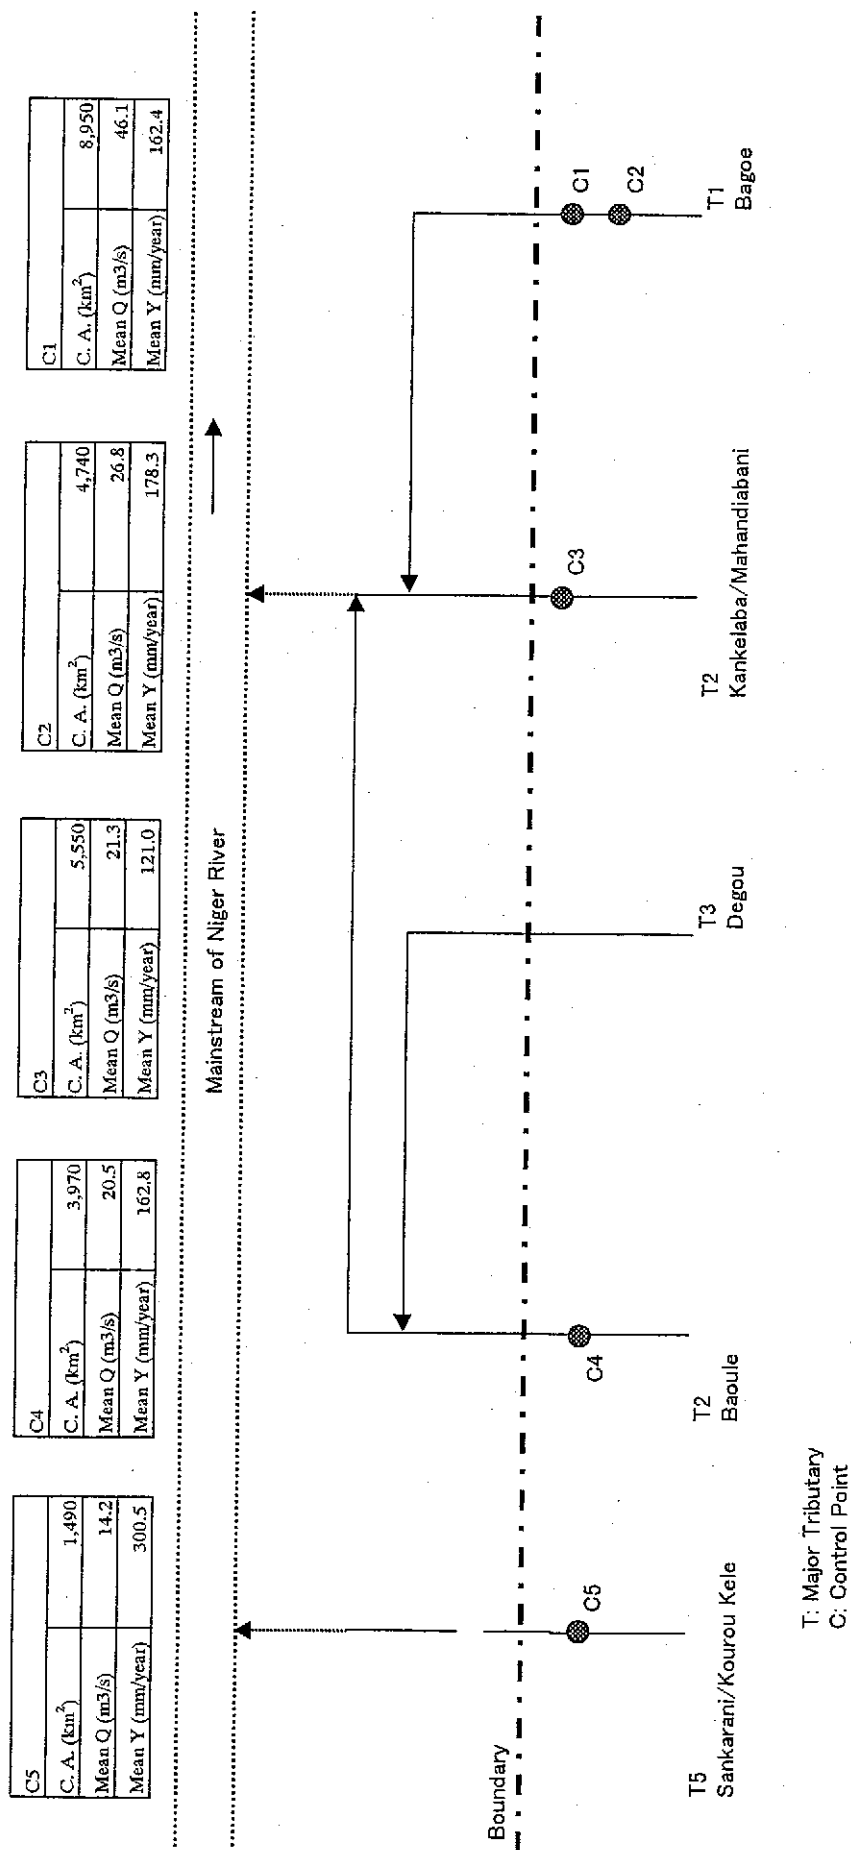 C5
C. A. (km²) 1,490
Mean Q (m3/s) 14.2
Mean Y (mm/year) 300.5
C4
C. A. (km²) 3,970
Mean Q (m3/s) 20.5
Mean Y (mm/year) 162.8
C3
C. A. (km²) 5,550
Mean Q (m3/s) 21.3
Mean Y (mm/year) 121.0
C2
C. A. (km²) 4,740
Mean Q (m3/s) 26.8
Mean Y (mm/year) 178.3
C1
C. A. (km²) 8,950
Mean Q (m3/s) 46.1
Mean Y (mm/year) 162.4
Mainstream of Niger River
Boundary
C5
C4
C3
C1
C2
T5
Sankarani/Kourou Kele
T2
Baoule
T3
Degou
T2
Kankelaba/Mahandiabani
T1
Bagoe
T: Major Tributary
C: Control Point